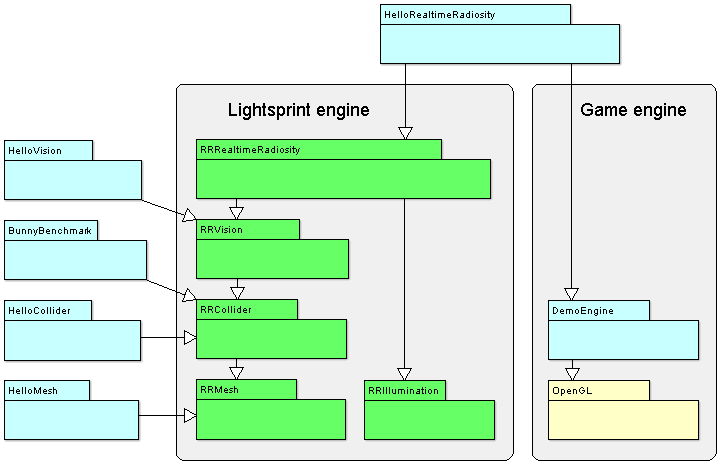 HelloRealtimeRadiosity
Lightsprint engine
Game engine
HelloVision
RRRealtimeRadiosity
BunnyBenchmark
RRVision
HelloCollider
RRCollider
DemoEngine
HelloMesh
RRMesh
RRIllumination
OpenGL